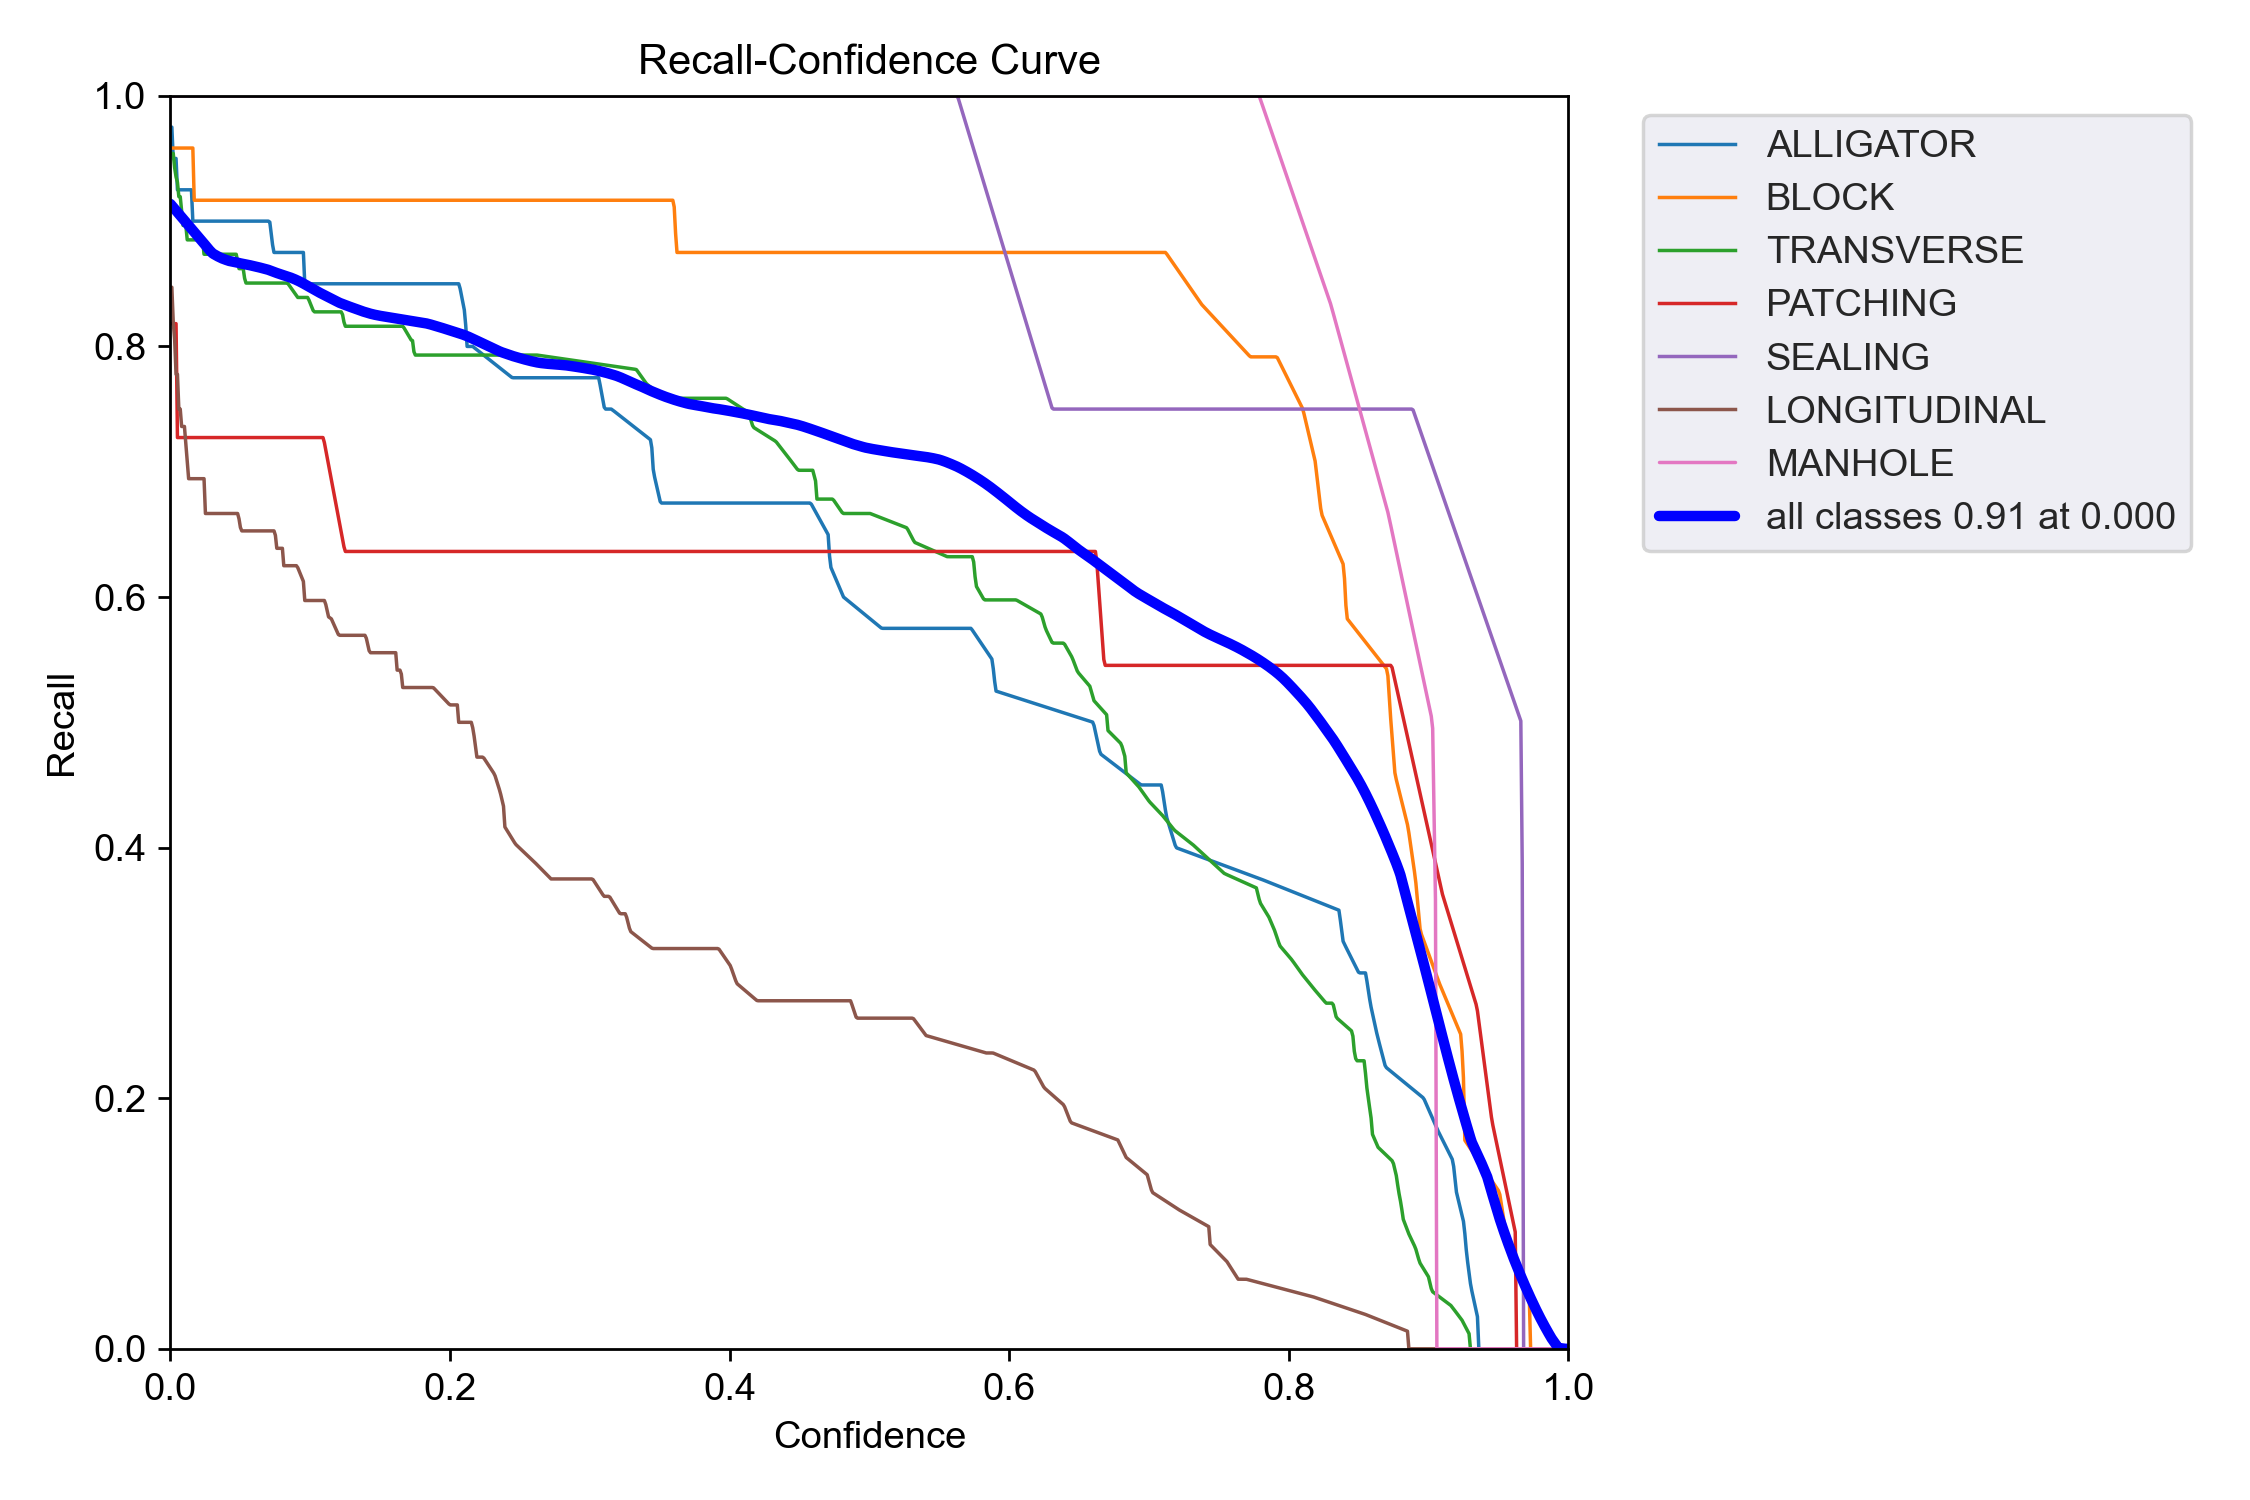 Recall-Confidence Curve
1.0
0.8
0.6
0.4
0.2
0.0
Recall
0.0 0.2 0.4 0.6 0.8 1.0
Confidence
ALLIGATOR
BLOCK
TRANSVERSE
PATCHING
SEALING
LONGITUDINAL
MANHOLE
all classes 0.91 at 0.000